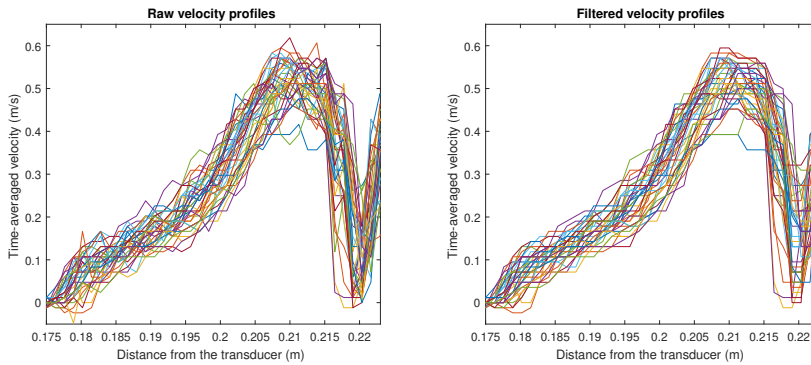 Raw velocity profiles
Time-averaged velocity (m/s)
0.6
0.5
0.4
0.3
0.2
0.1
0
0.175 0.18 0.185 0.19 0.195 0.2 0.205 0.21 0.215 0.22
Distance from the transducer (m)
Filtered velocity profiles
Time-averaged velocity (m/s)
0.6
0.5
0.4
0.3
0.2
0.1
0
0.175 0.18 0.185 0.19 0.195 0.2 0.205 0.21 0.215 0.22
Distance from the transducer (m)